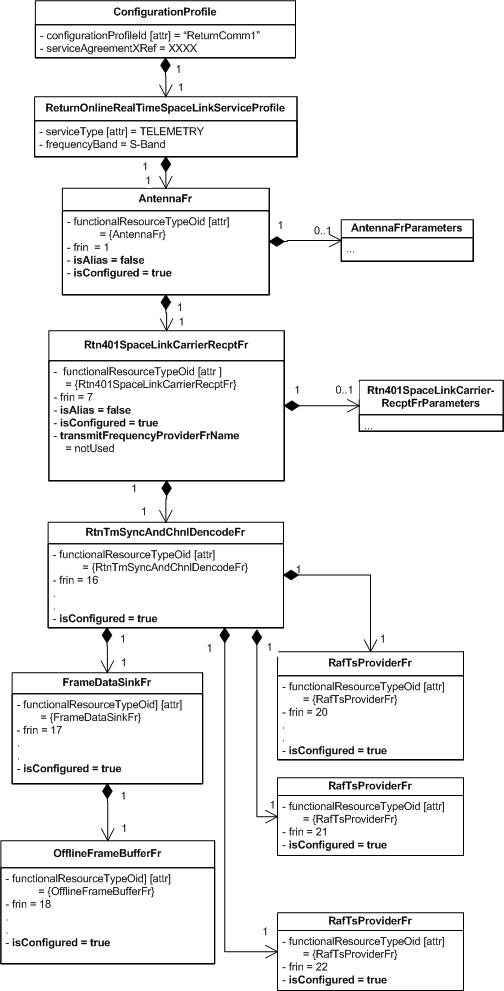 ConfigurationProfile
- configurationProfileId [attr] = “ReturnComm1”
- serviceAgreementXRef = XXXX
1
1
ReturnOnlineRealTimeSpaceLinkServiceProfile
- serviceType [attr] = TELEMETRY
- frequencyBand = S-Band
1
1
AntennaFr
- functionalResourceTypeOid [attr]
= {AntennaFr}
- frin = 1
- isAlias = false
- isConfigured = true
1
0..1
AntennaFrParameters
...
1
1
Rtn401SpaceLinkCarrierRecptFr
- functionalResourceTypeOid [attr ]
= {Rtn401SpaceLinkCarrierRecptFr}
- frin = 7
- isAlias = false
- isConfigured = true
- transmitFrequencyProviderFrName
= notUsed
1
0..1
Rtn401SpaceLinkCarrier-
RecptFrParameters
...
1
1
RtnTmSyncAndChnlDencodeFr
- functionalResourceTypeOid [attr]
= {RtnTmSyncAndChnlDencodeFr}
- frin = 16
.
.
- isConfigured = true
1
1
1
1
1
1
FrameDataSinkFr
- functionalResourceTypeOid] [attr]
= {FrameDataSinkFr}
- frin = 17
.
.
- isConfigured = true
1
1
OfflineFrameBufferFr
- functionalResourceTypeOid] [attr]
= {OfflineFrameBufferFr}
- frin = 18
.
.
- isConfigured = true
RafTsProviderFr
- functionalResourceTypeOid [attr]
= {RafTsProviderFr}
- frin = 20
.
.
- isConfigured = true
1
RafTsProviderFr
- functionalResourceTypeOid [attr]
= {RafTsProviderFr}
- frin = 21
- isConfigured = true
1
RafTsProviderFr
- functionalResourceTypeOid [attr]
= {RafTsProviderFr}
- frin = 22
- isConfigured = true